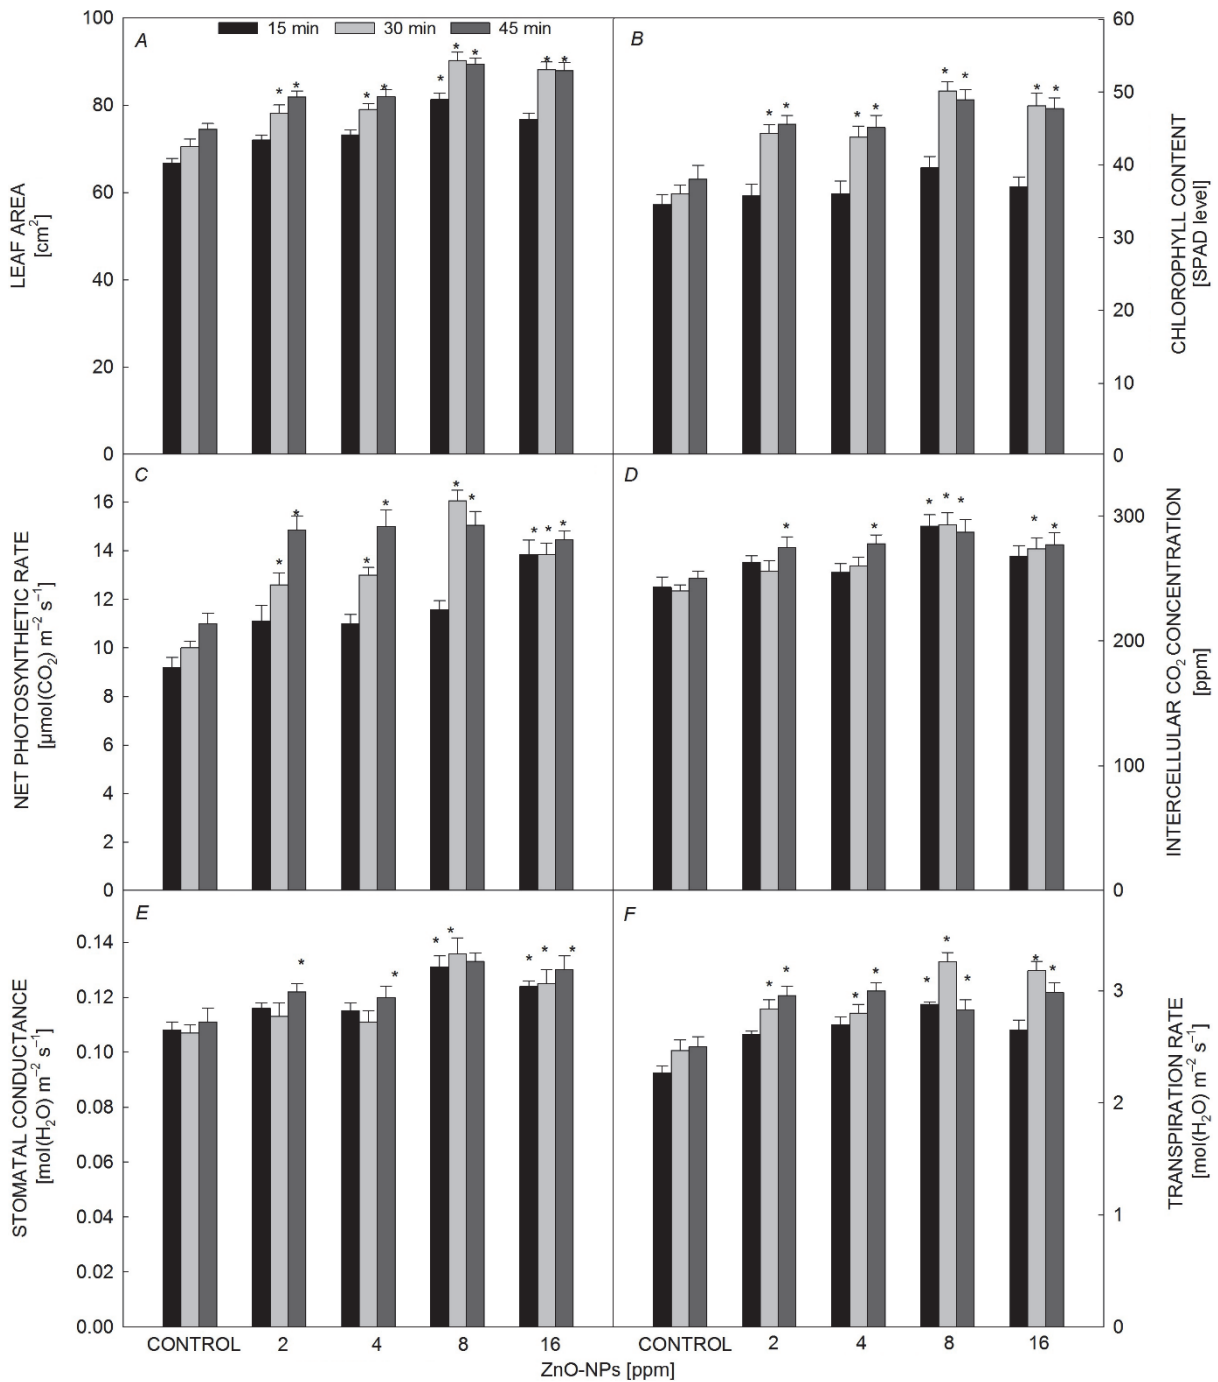 15 min 30 min 45 min
A
B
100
80
60
40
20
0
LEAF AREA
[cm²]
60
50
40
30
20
10
0
CHLOROPHYLL CONTENT
[SPAD level]
* * * * * * * * *
* * * * * * * *
C
D
16
14
12
10
8
6
4
2
0
NET PHOTOSYNTHETIC RATE
[µmol(CO₂) m⁻² s⁻¹]
300
200
100
0
INTERCELLULAR CO₂ CONCENTRATION
[ppm]
* * * * * * * * *
* * * * * * *
E
F
0.14
0.12
0.10
0.08
0.06
0.04
0.02
0.00
STOMATAL CONDUCTANCE
[mol(H₂O) m⁻² s⁻¹]
3
2
1
0
TRANSPIRATION RATE
[mol(H₂O) m⁻² s⁻¹]
* * * * * * *
* * * * * * * * *
CONTROL 2 4 8 16 CONTROL 2 4 8 16
ZnO-NPs [ppm]